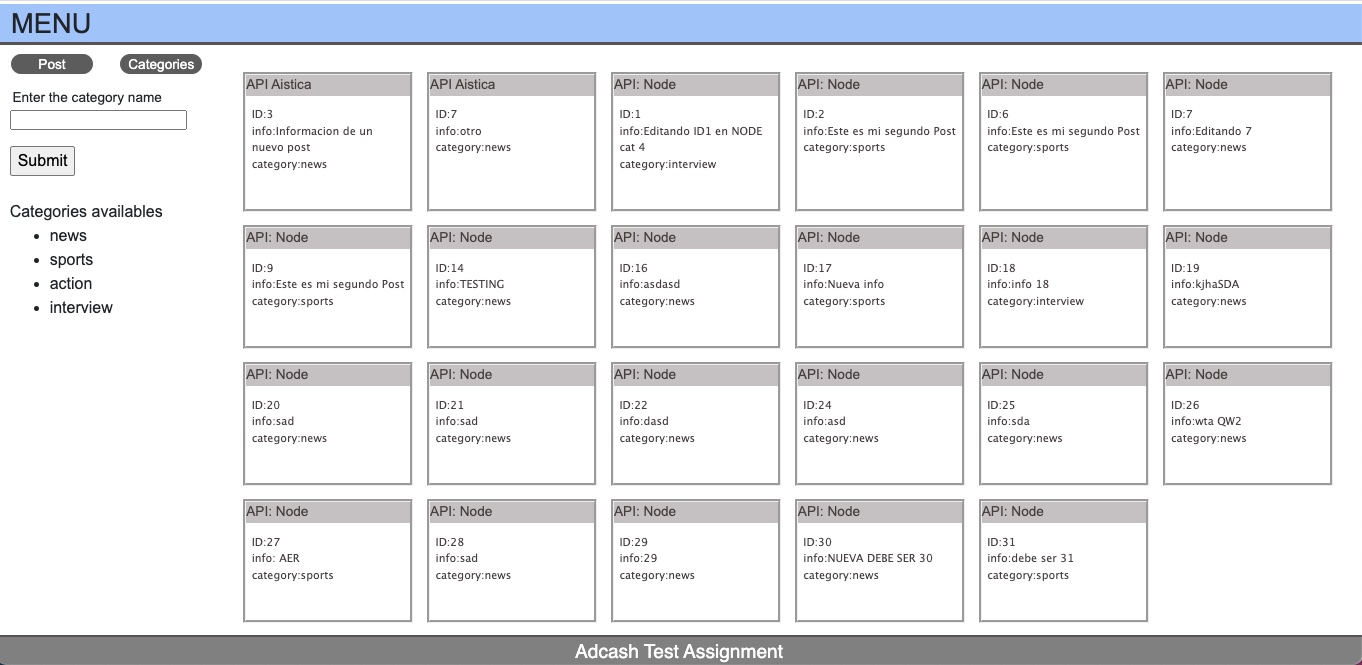 MENU
Post
Categories
Enter the category name
Submit
Categories availables
news
sports
action
interview
API Aistica
ID:3
info:Informacion de un
nuevo post
category:news
API Aistica
ID:7
info:otro
category:news
API: Node
ID:1
info:Editando ID1 en NODE
cat 4
category:interview
API: Node
ID:2
info:Este es mi segundo Post
category:sports
API: Node
ID:6
info:Este es mi segundo Post
category:sports
API: Node
ID:7
info:Editando 7
category:news
API: Node
ID:9
info:Este es mi segundo Post
category:sports
API: Node
ID:14
info:TESTING
category:news
API: Node
ID:16
info:asdasd
category:news
API: Node
ID:17
info:Nueva info
category:sports
API: Node
ID:18
info:info 18
category:interview
API: Node
ID:19
info:kjhaSDA
category:news
API: Node
ID:20
info:sad
category:news
API: Node
ID:21
info:sad
category:news
API: Node
ID:22
info:dasd
category:news
API: Node
ID:24
info:asd
category:news
API: Node
ID:25
info:sda
category:news
API: Node
ID:26
info:wta QW2
category:news
API: Node
ID:27
info: AER
category:sports
API: Node
ID:28
info:sad
category:news
API: Node
ID:29
info:29
category:news
API: Node
ID:30
info:NUEVA DEBE SER 30
category:news
API: Node
ID:31
info:debe ser 31
category:sports
Adcash Test Assignment